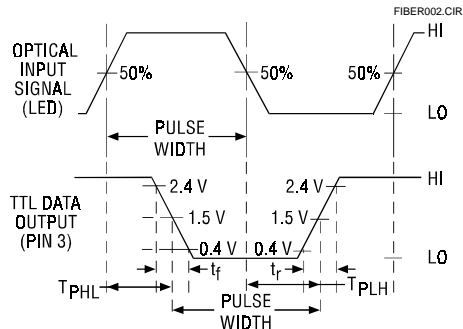 FIBER002.CIR
OPTICAL
INPUT
SIGNAL
(LED)
50%
50%
50%
HI
LO
PULSE
WIDTH
TTL DATA
OUTPUT
(PIN 3)
2.4 V
2.4 V
HI
1.5 V
1.5 V
0.4 V
0.4 V
LO
tf
tr
TPHL
TPLH
PULSE
WIDTH